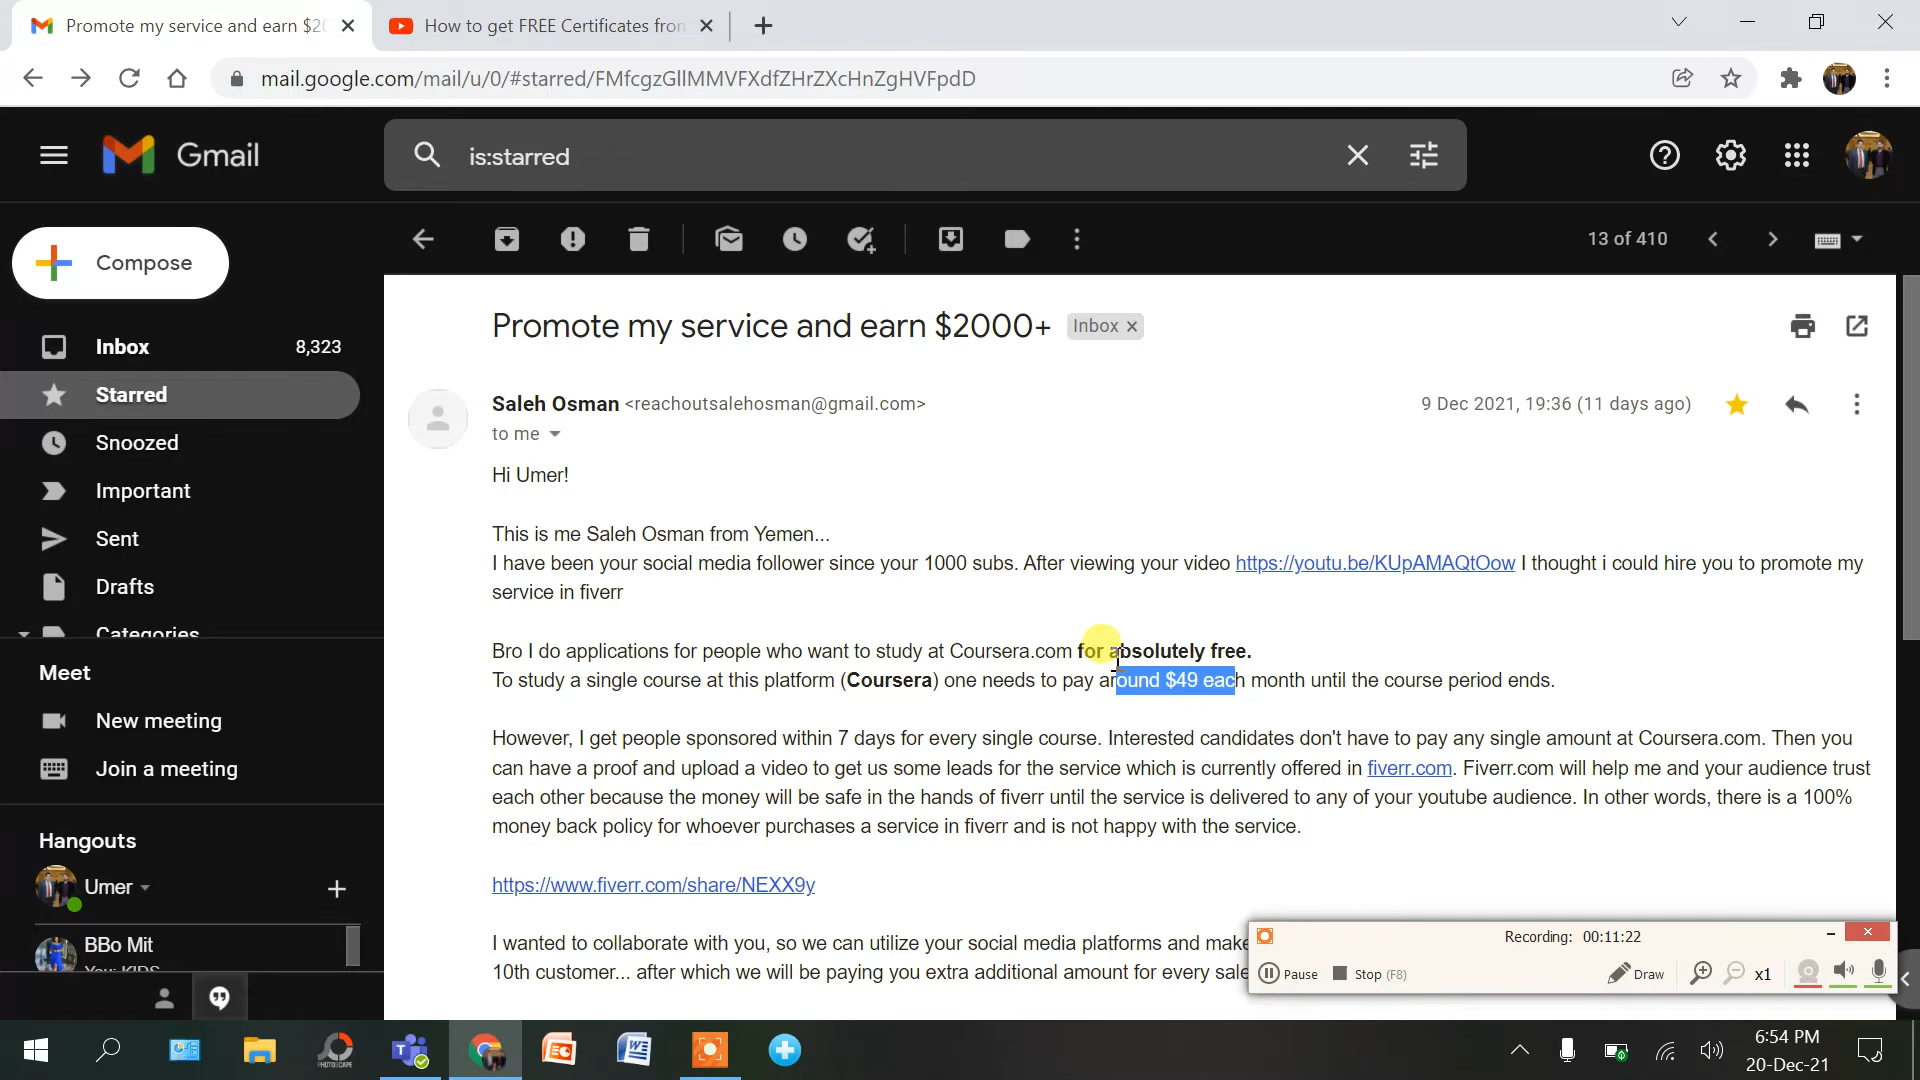 Promote my service and earn $20
How to get FREE Certificates from
mail.google.com/mail/u/0/#starred/FMfcgzGllMMVFXdfZHrZXcHnZgHVFpdD
Gmail
is:starred
Compose
13 of 410
Inbox 8,323
Starred
Snoozed
Important
Sent
Drafts
Categories
Meet
New meeting
Join a meeting
Hangouts
Umer
BBo Mit
You: KIDS
Promote my service and earn $2000+ Inbox
Saleh Osman <reachoutsalehosman@gmail.com> 9 Dec 2021, 19:36 (11 days ago)
to me
Hi Umer!
This is me Saleh Osman from Yemen...
I have been your social media follower since your 1000 subs. After viewing your video https://youtu.be/KUpAMAQtOow I thought i could hire you to promote my
service in fiverr
Bro I do applications for people who want to study at Coursera.com for absolutely free.
To study a single course at this platform (Coursera) one needs to pay around $49 each month until the course period ends.
However, I get people sponsored within 7 days for every single course. Interested candidates don't have to pay any single amount at Coursera.com. Then you
can have a proof and upload a video to get us some leads for the service which is currently offered in fiverr.com. Fiverr.com will help me and your audience trust
each other because the money will be safe in the hands of fiverr until the service is delivered to any of your youtube audience. In other words, there is a 100%
money back policy for whoever purchases a service in fiverr and is not happy with the service.
https://www.fiverr.com/share/NEXX9y
I wanted to collaborate with you, so we can utilize your social media platforms and make
10th customer... after which we will be paying you extra additional amount for every sale
Recording: 00:11:22
Pause Stop (F8) Draw x1
PHOTOSCAPE
6:54 PM
20-Dec-21